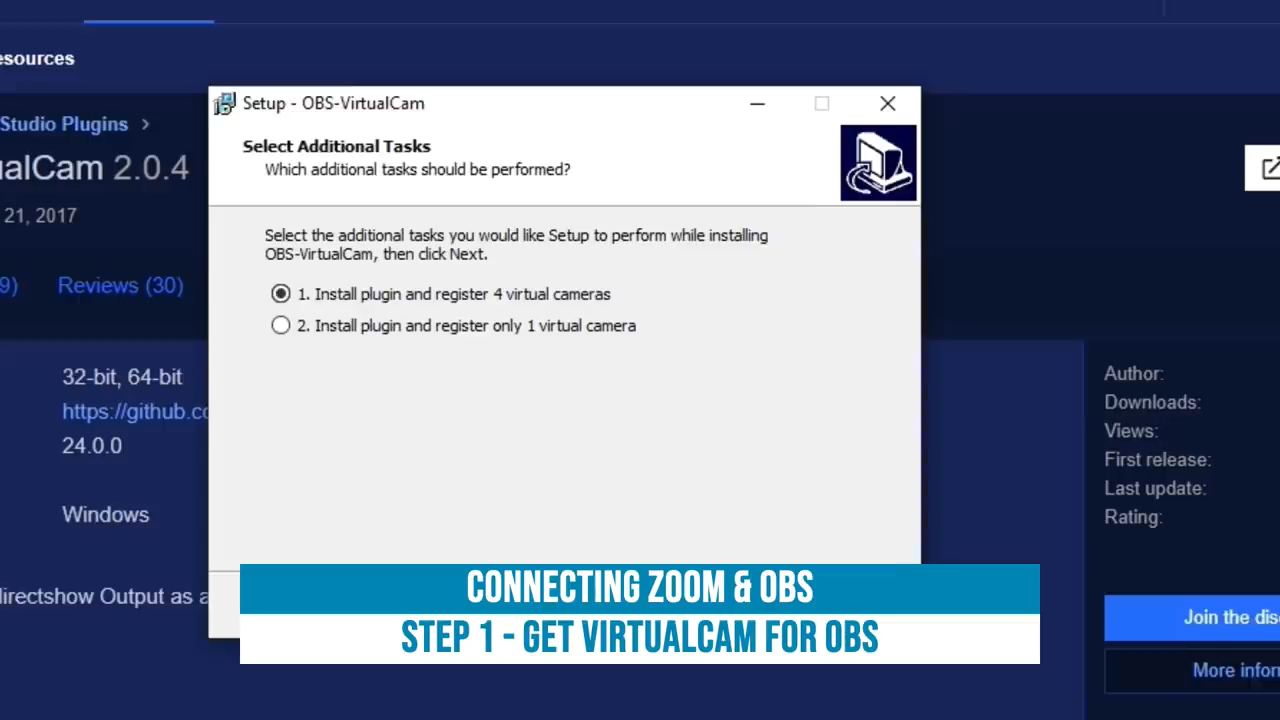 esources
Studio Plugins >
ualCam 2.0.4
21, 2017
9) Reviews (30)
Setup - OBS-VirtualCam
Select Additional Tasks
Which additional tasks should be performed?
Select the additional tasks you would like Setup to perform while installing
OBS-VirtualCam, then click Next.
1. Install plugin and register 4 virtual cameras
2. Install plugin and register only 1 virtual camera
32-bit, 64-bit
https://github.co
24.0.0
Windows
directshow Output as a
Author:
Downloads:
Views:
First release:
Last update:
Rating:
Join the dis
More infor
CONNECTING ZOOM & OBS
STEP 1 - GET VIRTUALCAM FOR OBS